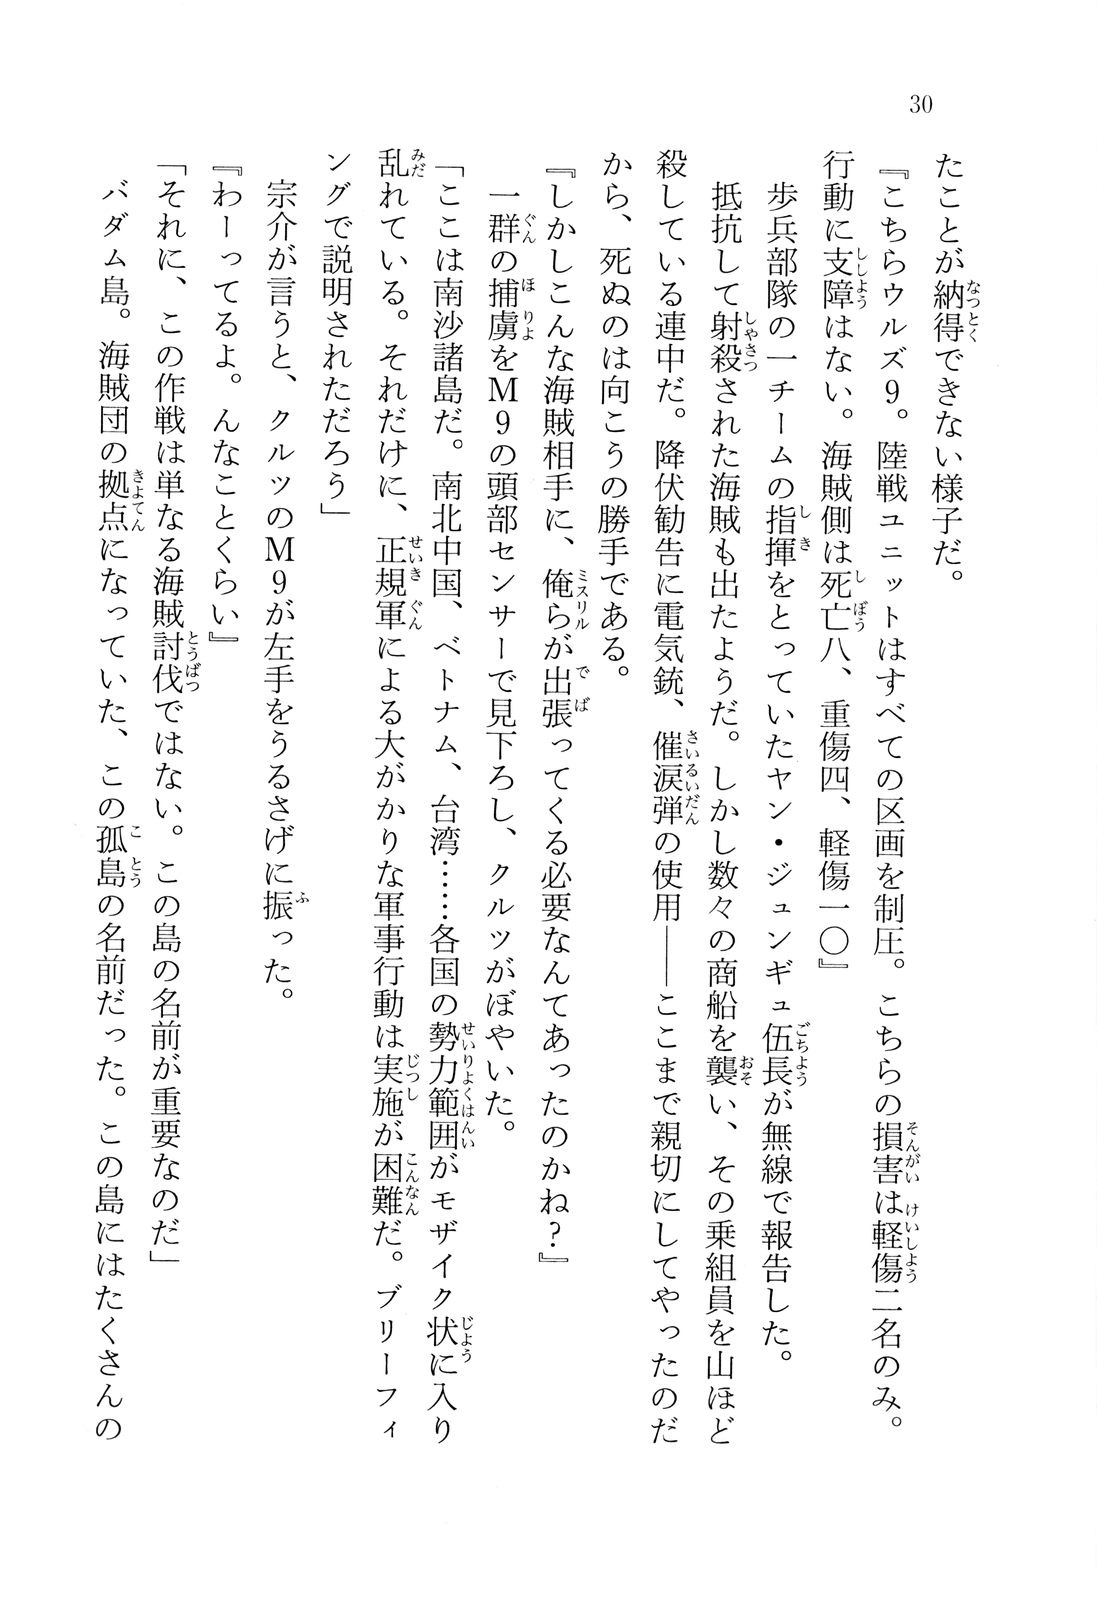 30
たことが納得できない様子だ。
『こちらウルズ9。陸戦ユニットはすべての区画を制圧。こちらの損害は軽傷二名のみ。
行動に支障はない。海賊側は死亡八、重傷四、軽傷一〇』
歩兵部隊の一チームの指揮をとっていたヤン・ジュンギュ伍長が無線で報告した。
抵抗して射殺された海賊も出たようだ。しかし数々の商船を襲い、その乗組員を山ほど
殺している連中だ。降伏勧告に電気銃、催涙弾の使用――ここまで親切にしてやったのだ
から、死ぬのは向こうの勝手である。
『しかしこんな海賊相手に、俺らが出張ってくる必要なんてあったのかね?』
一群の捕虜をM9の頭部センサーで見下ろし、クルツがぼやいた。
「ここは南沙諸島だ。南北中国、ベトナム、台湾……各国の勢力範囲がモザイク状に入り
乱れている。それだけに、正規軍による大がかりな軍事行動は実施が困難だ。ブリーフィ
ングで説明されただろう」
宗介が言うと、クルツのM9が左手をうるさげに振った。
『わーってるよ。んなことくらい』
「それに、この作戦は単なる海賊討伐ではない。この島の名前が重要なのだ」
バダム島。海賊団の拠点になっていた、この孤島の名前だった。この島にはたくさんの